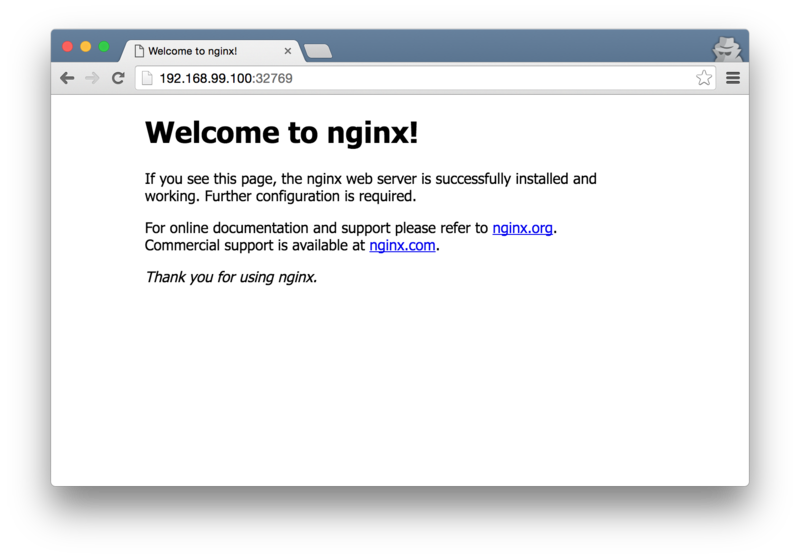 Welcome to nginx!
192.168.99.100:32769
Welcome to nginx!
If you see this page, the nginx web server is successfully installed and
working. Further configuration is required.
For online documentation and support please refer to nginx.org.
Commercial support is available at nginx.com.
Thank you for using nginx.